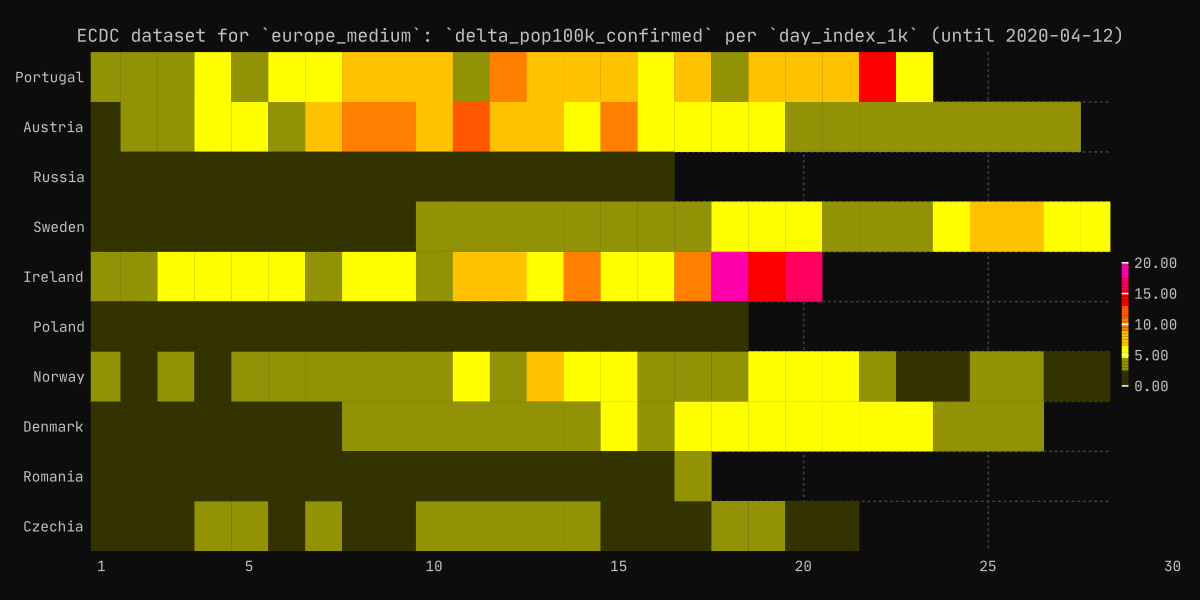 ECDC dataset for `europe_medium`: `delta_pop100k_confirmed` per `day_index_1k` (until 2020-04-12)
Portugal
Austria
Russia
Sweden
Ireland
Poland
Norway
Denmark
Romania
Czechia
20.00
15.00
10.00
5.00
0.00
1 5 10 15 20 25 30